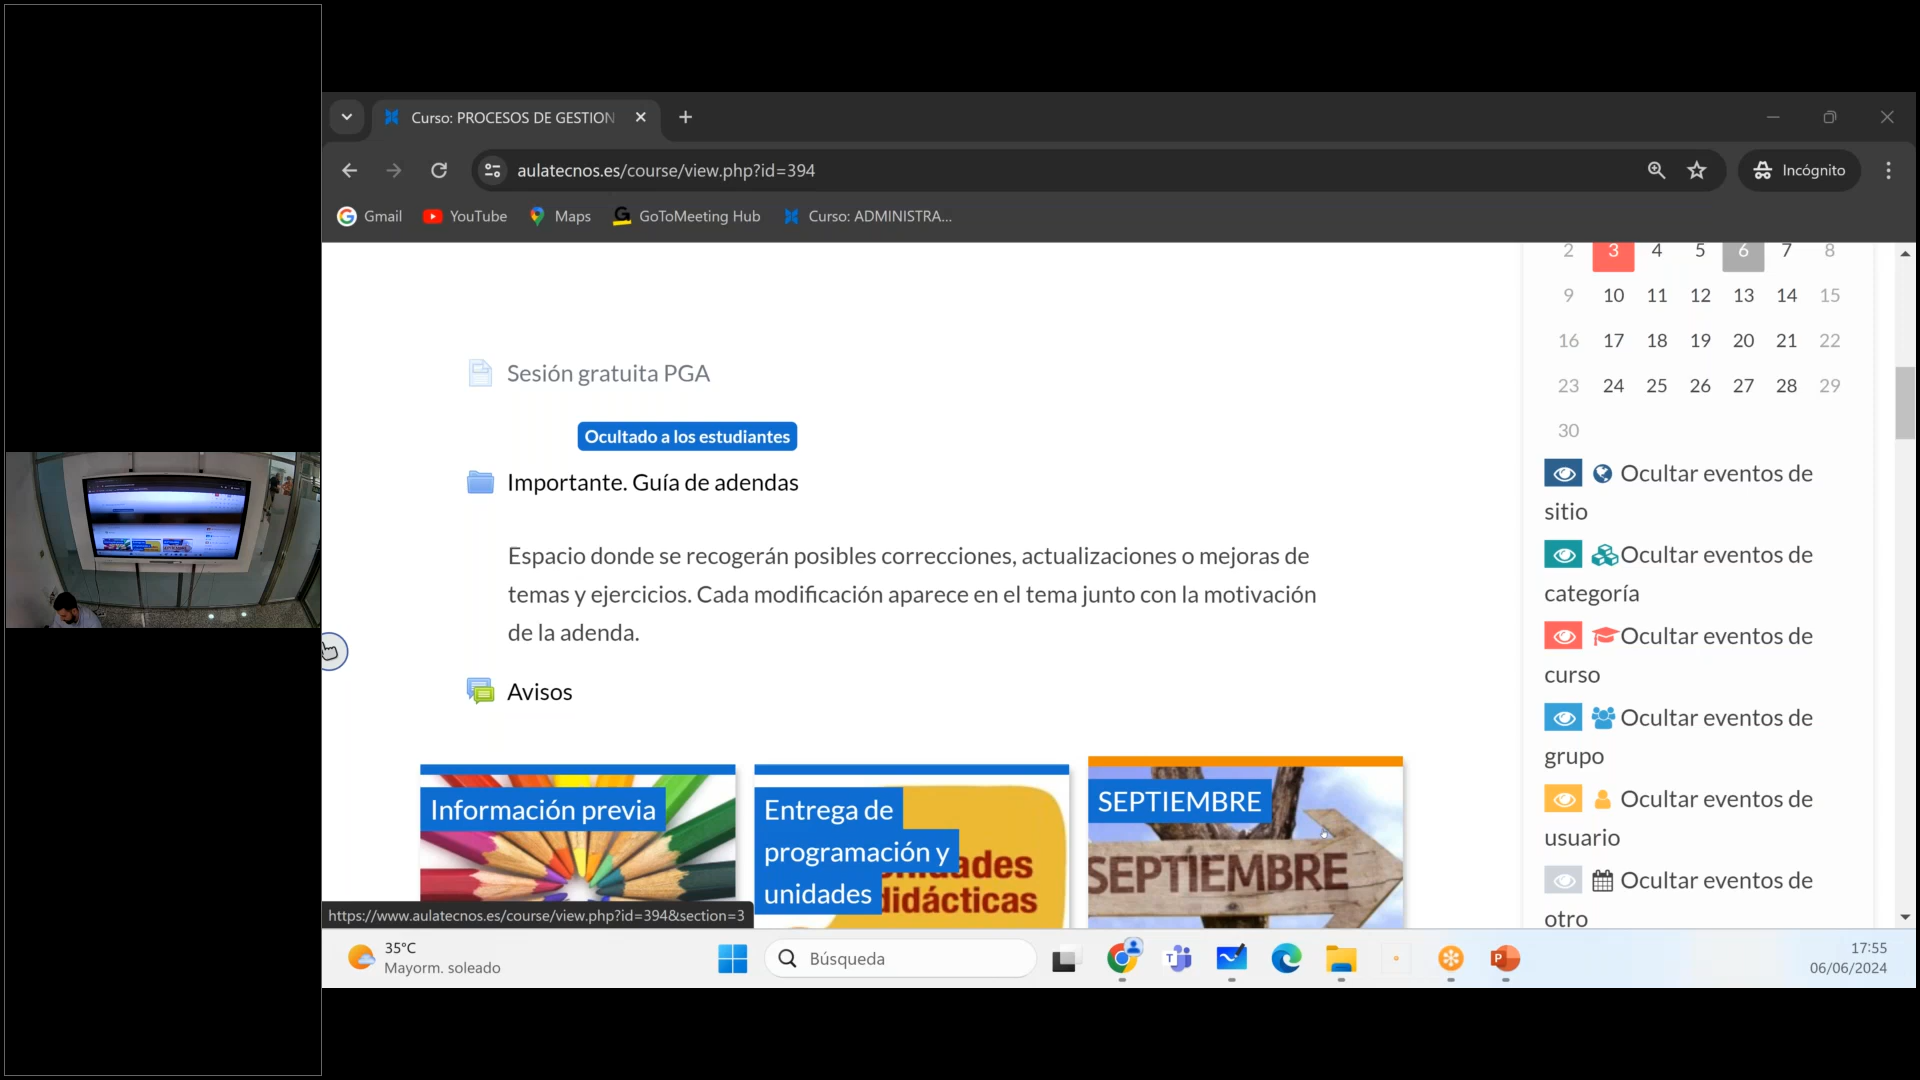 Curso: PROCESOS DE GESTION
aulatecnos.es/course/view.php?id=394
Incógnito
Gmail
YouTube
Maps
GoToMeeting Hub
Curso: ADMINISTRA...
2 3 4 5 6 7 8
9 10 11 12 13 14 15
16 17 18 19 20 21 22
23 24 25 26 27 28 29
30
Sesión gratuita PGA
Ocultado a los estudiantes
Importante. Guía de adendas
Espacio donde se recogerán posibles correcciones, actualizaciones o mejoras de
temas y ejercicios. Cada modificación aparece en el tema junto con la motivación
de la adenda.
Avisos
Información previa
Entrega de
programación y
unidades
didácticas
SEPTIEMBRE
SEPTIEMBRE
Ocultar eventos de
sitio
Ocultar eventos de
categoría
Ocultar eventos de
curso
Ocultar eventos de
grupo
Ocultar eventos de
usuario
Ocultar eventos de
otro
https://www.aulatecnos.es/course/view.php?id=394&section=3
35°C
Mayorm. soleado
Búsqueda
17:55
06/06/2024